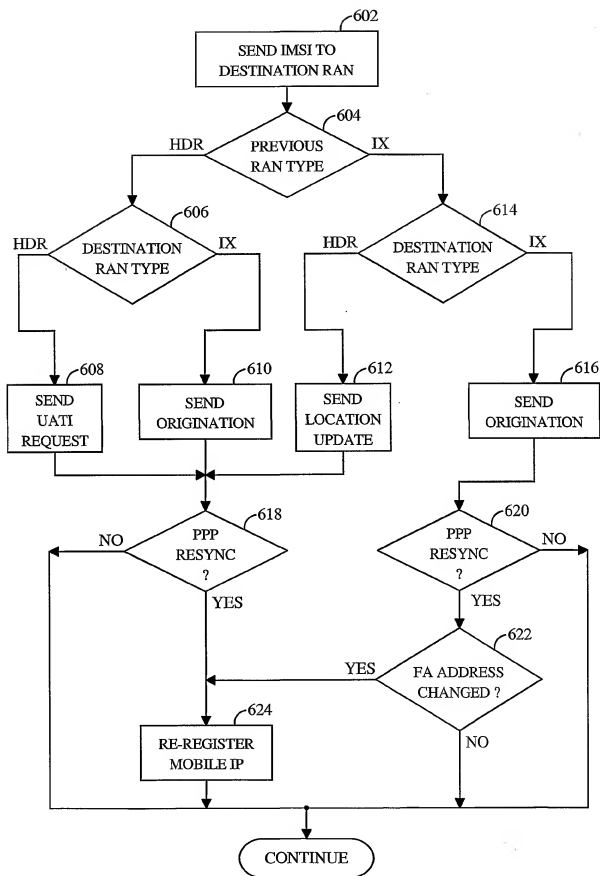 602
SEND IMSI TO
DESTINATION RAN
604
HDR
PREVIOUS
RAN TYPE
IX
606
HDR
DESTINATION
RAN TYPE
IX
614
HDR
DESTINATION
RAN TYPE
IX
608
SEND
UATI
REQUEST
610
SEND
ORIGINATION
612
SEND
LOCATION
UPDATE
616
SEND
ORIGINATION
618
NO
PPP
RESYNC
?
YES
620
PPP
RESYNC
?
NO
YES
622
YES
FA ADDRESS
CHANGED ?
NO
624
RE-REGISTER
MOBILE IP
CONTINUE